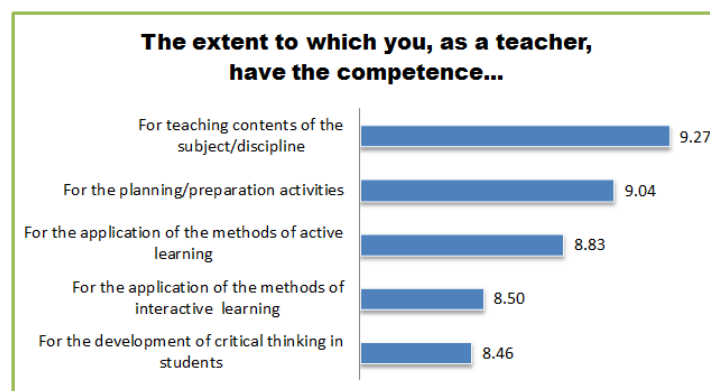 The extent to which you, as a teacher,
have the competence...
For teaching contents of the
subject/discipline
9.27
For the planning/preparation activities
9.04
For the application of the methods of active
learning
8.83
For the application of the methods of
interactive learning
8.50
For the development of critical thinking in
students
8.46